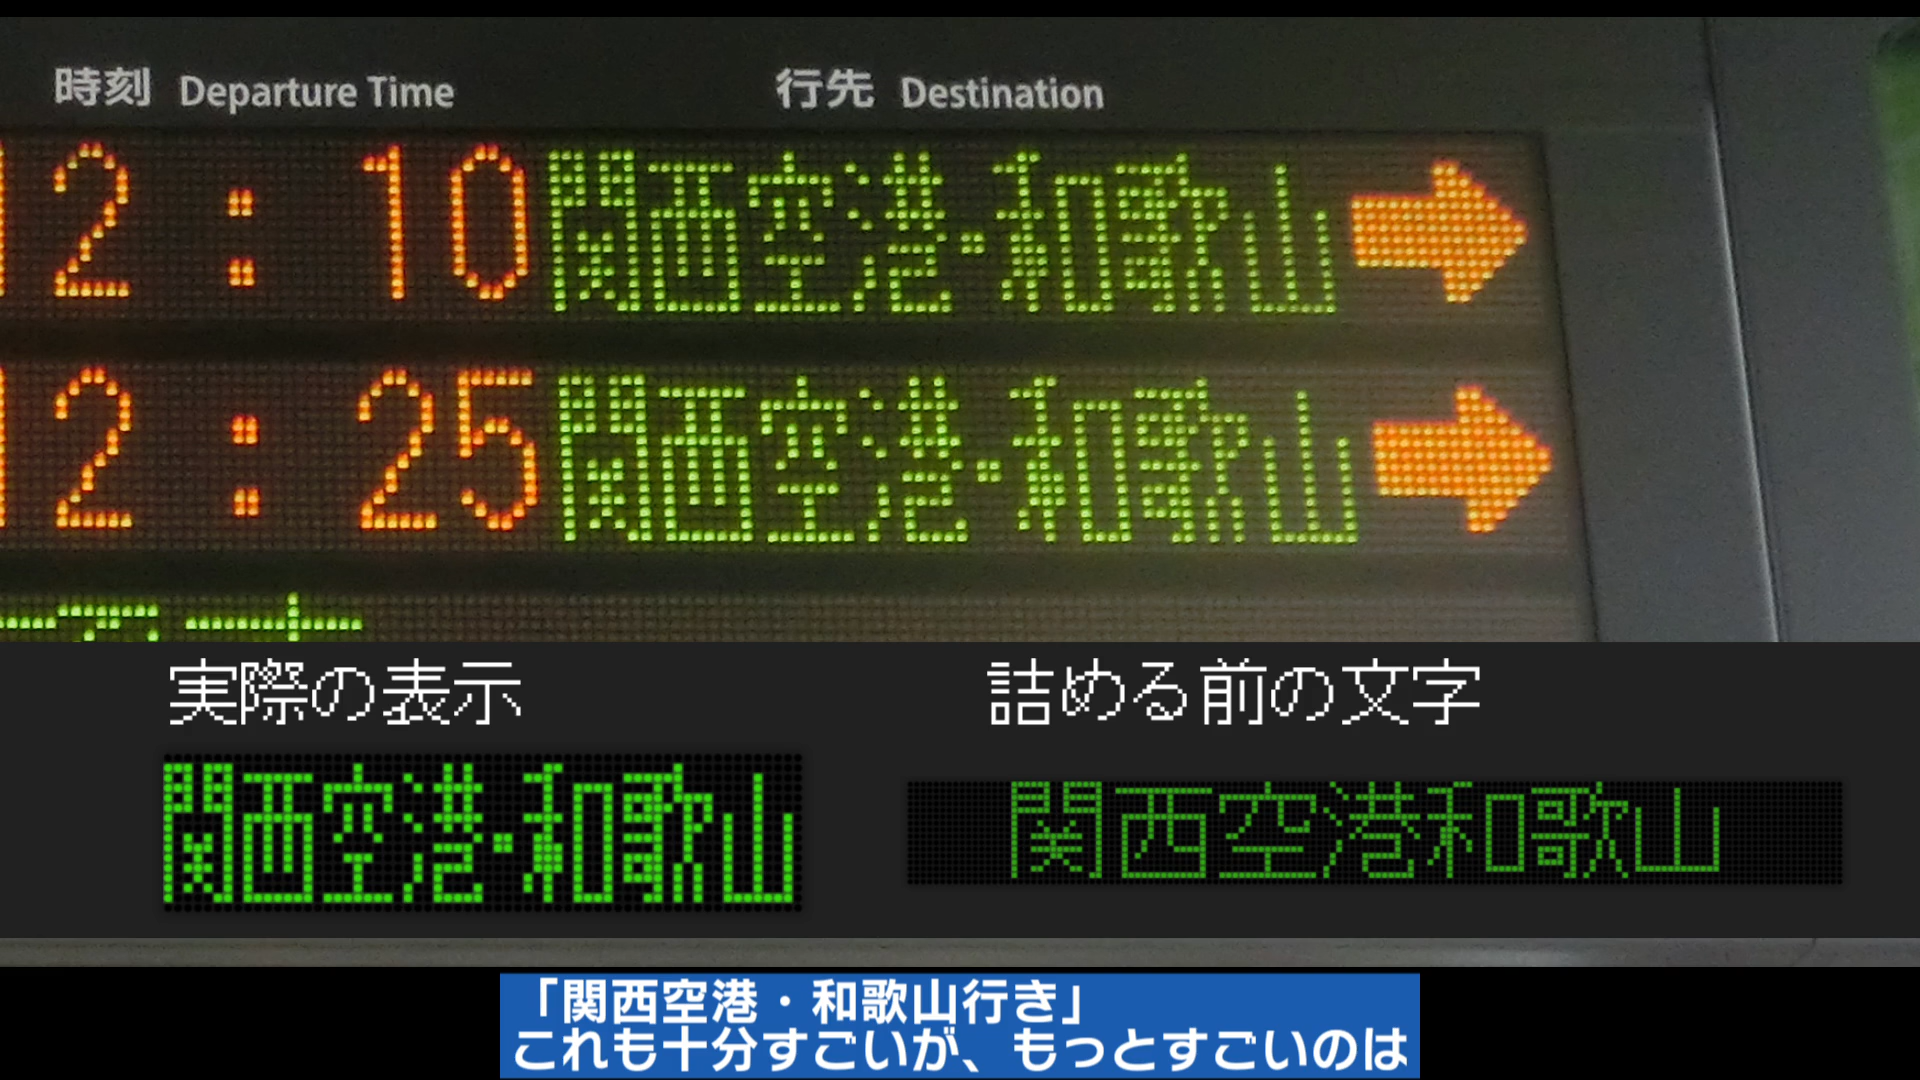 時刻 Departure Time 行先 Destination
12:10 関西空港・和歌山
12:25 関西空港・和歌山
実際の表示 詰める前の文字
関西空港・和歌山 関西空港和歌山
「関西空港・和歌山行き」
これも十分すごいが、もっとすごいのは